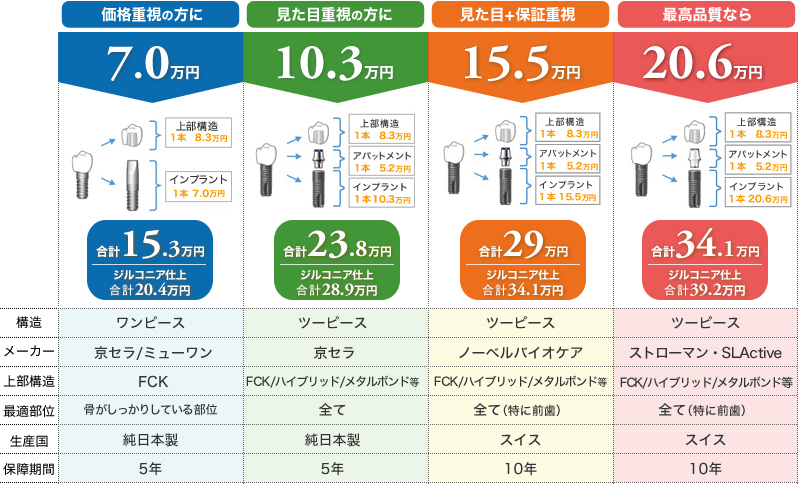 価格重視の方に
7.0万円
上部構造
1本 8.3万円
インプラント
1本 7.0万円
合計15.3万円
ジルコニア仕上
合計20.4万円
見た目重視の方に
10.3万円
上部構造
1本 8.3万円
アバットメント
1本 5.2万円
インプラント
1本10.3万円
合計23.8万円
ジルコニア仕上
合計28.9万円
見た目+保証重視
15.5万円
上部構造
1本 8.3万円
アバットメント
1本 5.2万円
インプラント
1本 15.5万円
合計29万円
ジルコニア仕上
合計34.1万円
最高品質なら
20.6万円
上部構造
1本 8.3万円
アバットメント
1本 5.2万円
インプラント
1本 20.6万円
合計34.1万円
ジルコニア仕上
合計39.2万円
構造 ワンピース ツーピース ツーピース ツーピース
メーカー 京セラ/ミューワン 京セラ ノーベルバイオケア ストローマン・SLActive
上部構造 FCK FCK/ハイブリッド/メタルボンド等 FCK/ハイブリッド/メタルボンド等 FCK/ハイブリッド/メタルボンド等
最適部位 骨がしっかりしている部位 全て 全て(特に前歯) 全て(特に前歯)
生産国 純日本製 純日本製 スイス スイス
保障期間 5年 5年 10年 10年